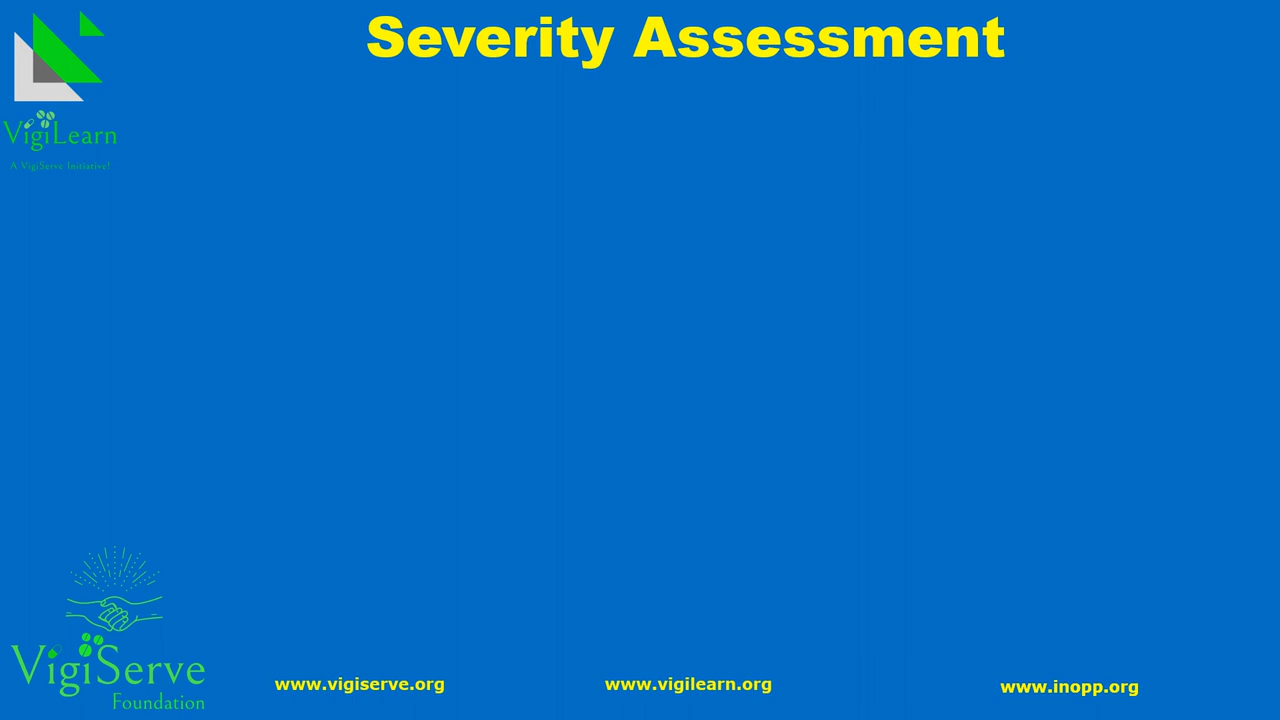 Severity Assessment
VigiLearn
A VigiServe Initiative!
VigiServe
Foundation
www.vigiserve.org
www.vigilearn.org
www.inopp.org